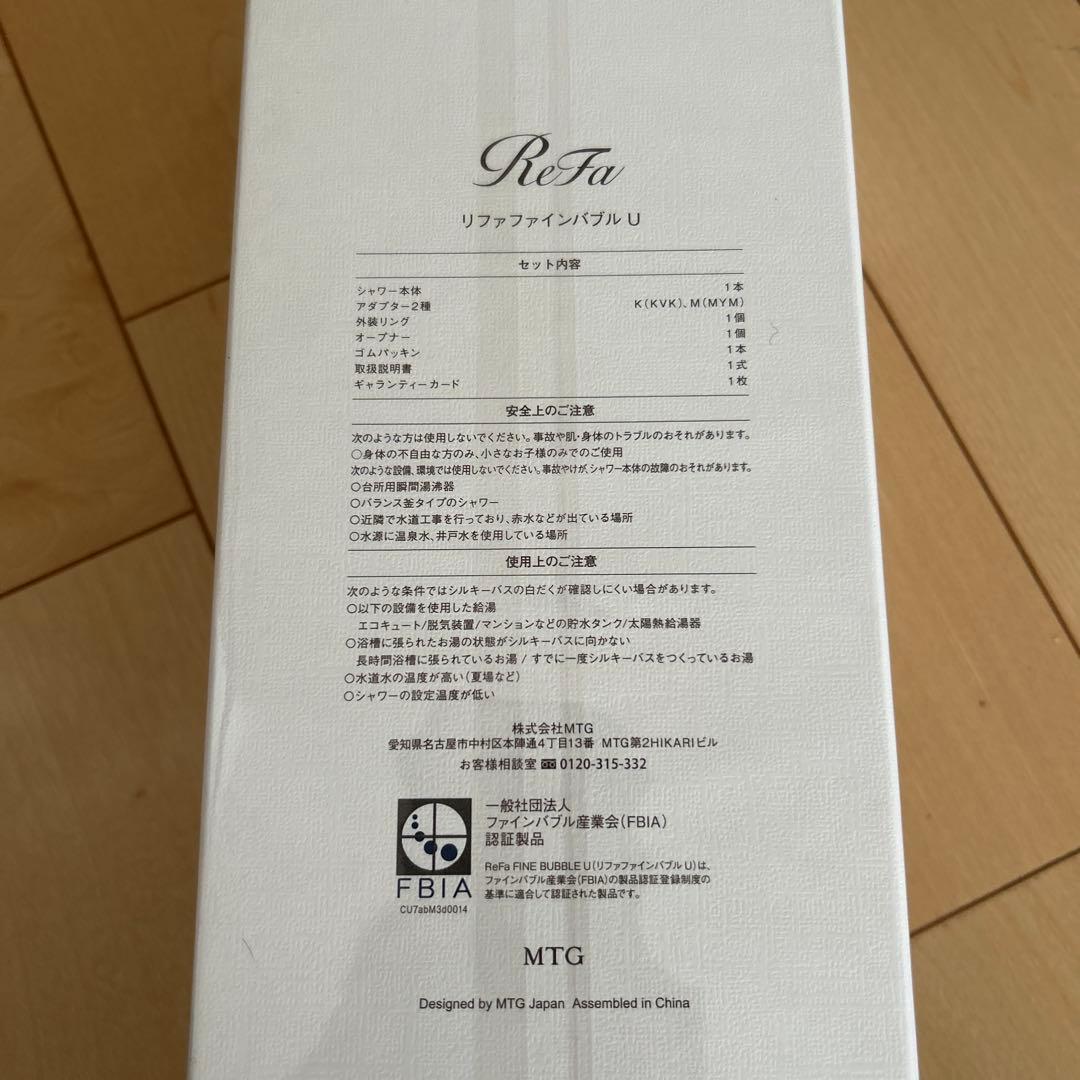 ReFa
リファファインバブル U
セット内容
シャワー本体 1本
アダプター2種 K(KVK)、M(MYM)
外装リング 1個
オープナー 1個
ゴムパッキン 1本
取扱説明書 1式
ギャランティーカード 1枚
安全上のご注意
次のような方は使用しないでください。事故や肌・身体のトラブルのおそれがあります。
○身体の不自由な方のみ、小さなお子様のみでのご使用
次のような設備、環境では使用しないでください。事故やけが、シャワー本体の故障のおそれがあります。
○台所用瞬間湯沸器
○バランス釜タイプのシャワー
○近隣で水道工事を行っており、赤水などが出ている場所
○水源に温泉水、井戸水を使用している場所
使用上のご注意
次のような条件ではシルキーバスの白だくが確認しにくい場合があります。
○以下の設備を使用した給湯
エコキュート/脱気装置/マンションなどの貯水タンク/太陽熱給湯器
○浴槽に張られたお湯の状態がシルキーバスに向かない
長時間浴槽に張られているお湯 / すでに一度シルキーバスをつくっているお湯
○水道水の温度が高い(夏場など)
○シャワーの設定温度が低い
株式会社MTG
愛知県名古屋市中村区本陣通4丁目13番 MTG第2HIKARIビル
お客様相談室 0120-315-332
一般社団法人
ファインバブル産業会(FBIA)
認証製品
ReFa FINE BUBBLE U(リファファインバブル U)は、
ファインバブル産業会(FBIA)の製品認証登録制度の
基準に適合して認証された製品です。
FBIA
CU7abM3d0014
MTG
Designed by MTG Japan Assembled in China